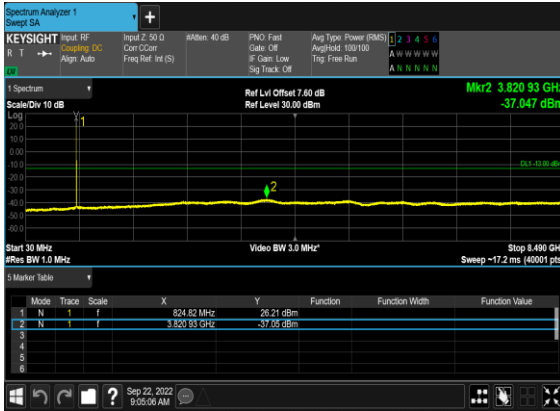 Spectrum Analyzer 1
Swept SA
+
KEYSIGHT Input: RF Input Z: 50 Ω #Atten: 40 dB PNO: Fast Avg Type: Power (RMS) 1 2 3 4 5 6
R T Coupling: DC Corr CCorr Gate: Off Avg|Hold: 100/100 A W W W W W
Align: Auto Freq Ref: Int (S) IF Gain: Low Trig: Free Run
Sig Track: Off A N N N N N
1 Spectrum Ref Lvl Offset 7.60 dB Mkr2 3.820 93 GHz
Scale/Div 10 dB Ref Level 30.00 dBm -37.047 dBm
Log
1
20.0
10.0
0.00
-10.0
DL1 -13.00 dBm
-20.0
-30.0
2
-40.0
-50.0
-60.0
Start 30 MHz Video BW 3.0 MHz* Stop 8.490 GH
#Res BW 1.0 MHz Sweep ~17.2 ms (40001 pts
5 Marker Table
Mode Trace Scale X Y Function Function Width Function Value
1 N 1 f 824.82 MHz 26.21 dBm
2 N 1 f 3.820 93 GHz -37.05 dBm
3
4
5
6
? Sep 22, 2022
9:05:06 AM